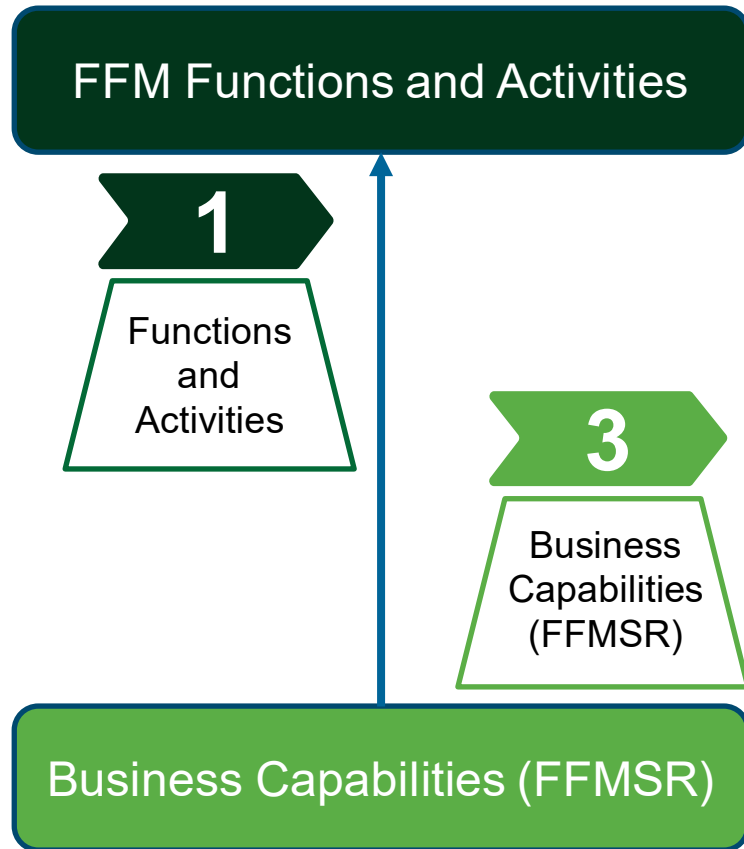 FFM Functions and Activities
1
Functions
and
Activities
3
Business
Capabilities
(FFMSR)
Business Capabilities (FFMSR)